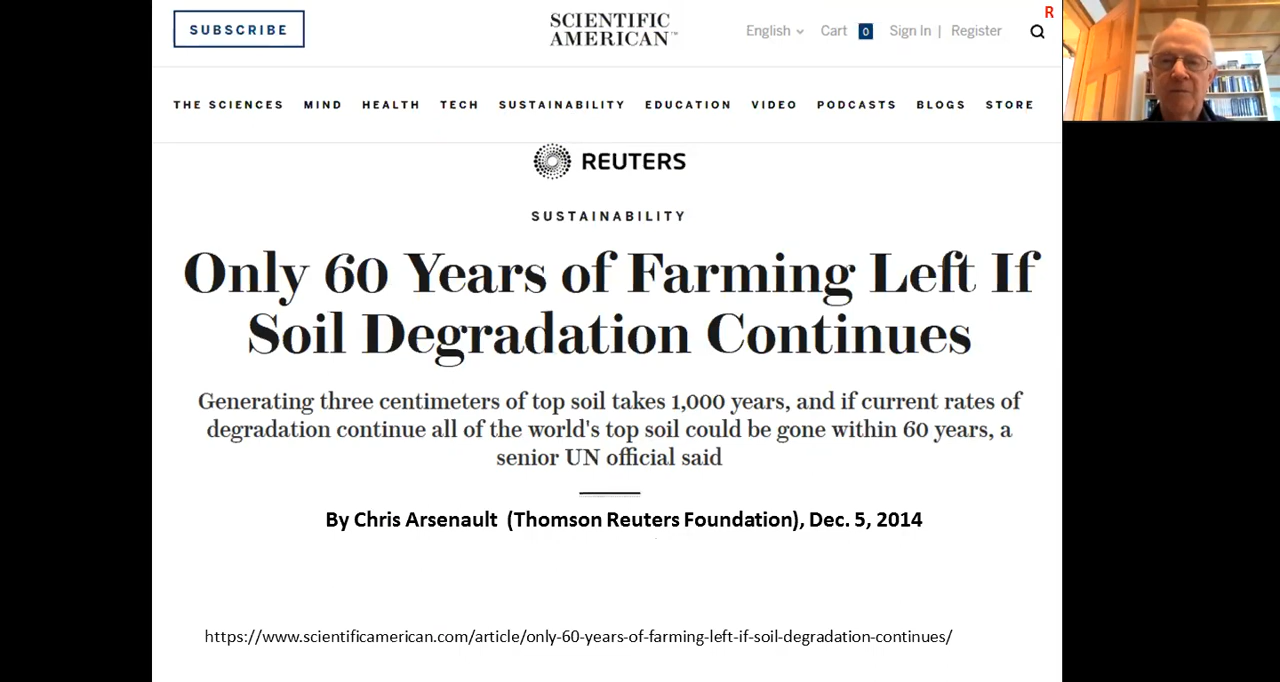 SUBSCRIBE
SCIENTIFIC
AMERICAN™
English
Cart 0
Sign In | Register
R
THE SCIENCES MIND HEALTH TECH SUSTAINABILITY EDUCATION VIDEO PODCASTS BLOGS STORE
REUTERS
SUSTAINABILITY
Only 60 Years of Farming Left If
Soil Degradation Continues
Generating three centimeters of top soil takes 1,000 years, and if current rates of
degradation continue all of the world's top soil could be gone within 60 years, a
senior UN official said
By Chris Arsenault (Thomson Reuters Foundation), Dec. 5, 2014
https://www.scientificamerican.com/article/only-60-years-of-farming-left-if-soil-degradation-continues/